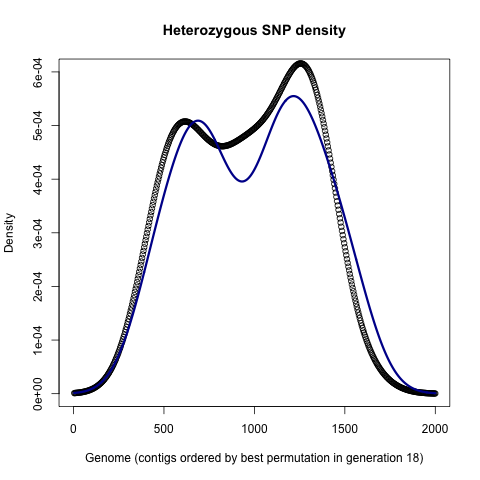 Heterozygous SNP density
6e-04
5e-04
4e-04
3e-04
2e-04
1e-04
0e+00
Density
0 500 1000 1500 2000
Genome (contigs ordered by best permutation in generation 18)